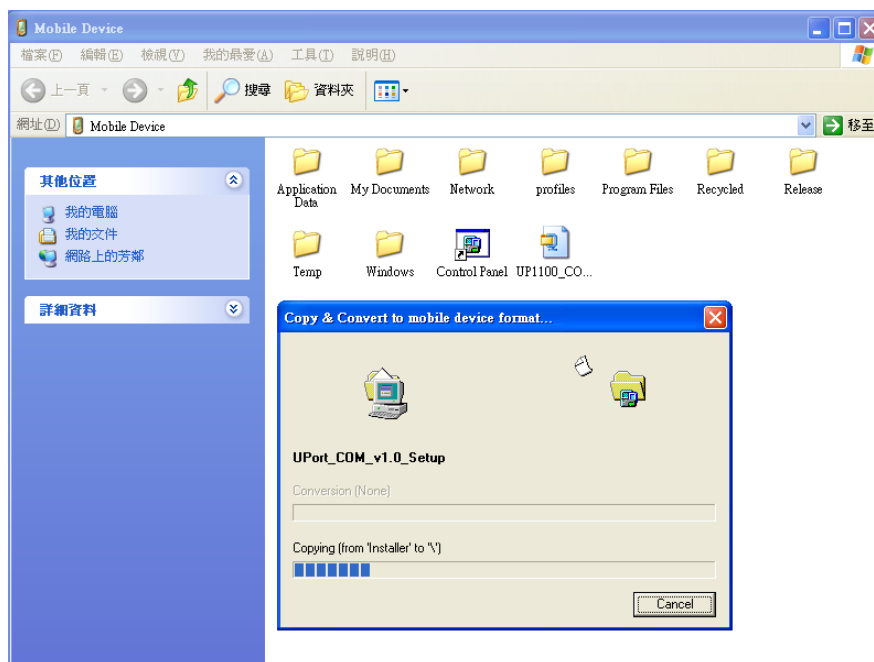 Mobile Device
檔案(F) 編輯(E) 檢視(V) 我的最愛(A) 工具(T) 說明(H)
上一頁 搜尋 資料夾
網址(D) Mobile Device 移至
其他位置
我的電腦
我的文件
網路上的芳鄰
詳細資料
Application Data
My Documents
Network
profiles
Program Files
Recycled
Release
Temp
Windows
Control Panel
UP1100_CO...
Copy & Convert to mobile device format...
UPort_COM_v1.0_Setup
Conversion (None)
Copying (from 'Installer' to '\')
Cancel